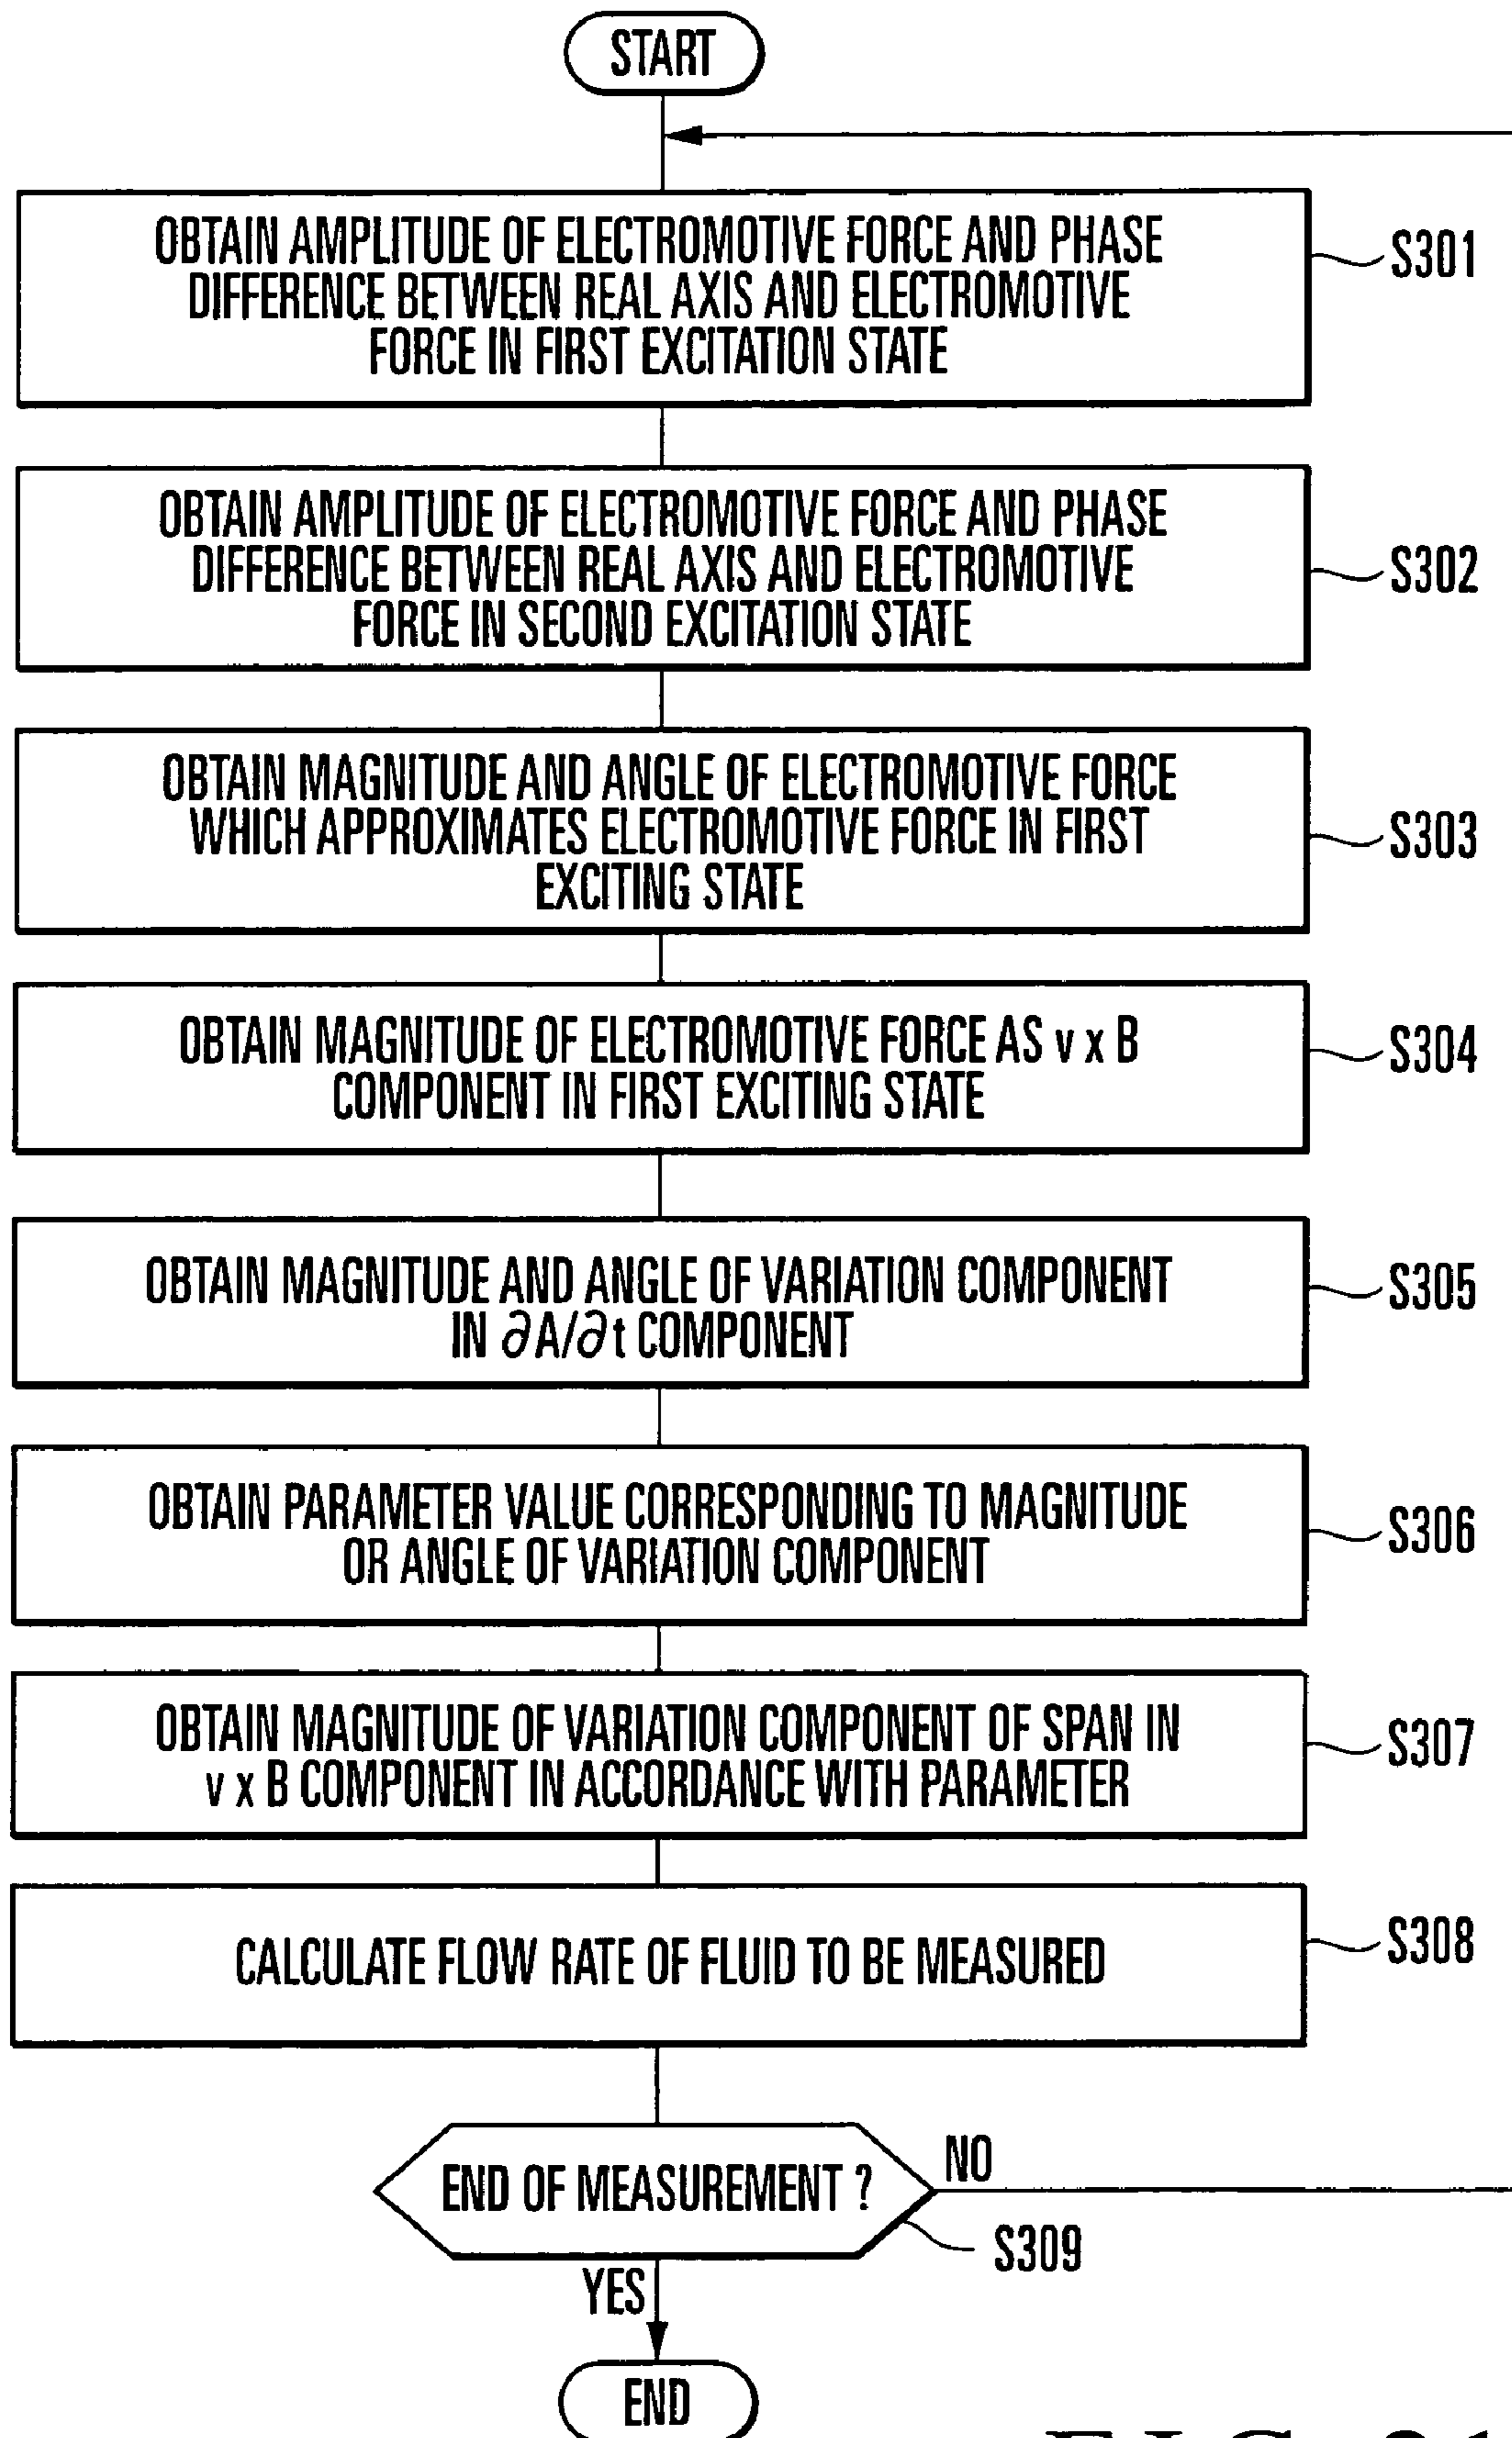 START
OBTAIN AMPLITUDE OF ELECTROMOTIVE FORCE AND PHASE
DIFFERENCE BETWEEN REAL AXIS AND ELECTROMOTIVE
FORCE IN FIRST EXCITATION STATE
S301
OBTAIN AMPLITUDE OF ELECTROMOTIVE FORCE AND PHASE
DIFFERENCE BETWEEN REAL AXIS AND ELECTROMOTIVE
FORCE IN SECOND EXCITATION STATE
S302
OBTAIN MAGNITUDE AND ANGLE OF ELECTROMOTIVE FORCE
WHICH APPROXIMATES ELECTROMOTIVE FORCE IN FIRST
EXCITING STATE
S303
OBTAIN MAGNITUDE OF ELECTROMOTIVE FORCE AS v x B
COMPONENT IN FIRST EXCITING STATE
S304
OBTAIN MAGNITUDE AND ANGLE OF VARIATION COMPONENT
IN ∂A/∂t COMPONENT
S305
OBTAIN PARAMETER VALUE CORRESPONDING TO MAGNITUDE
OR ANGLE OF VARIATION COMPONENT
S306
OBTAIN MAGNITUDE OF VARIATION COMPONENT OF SPAN IN
v x B COMPONENT IN ACCORDANCE WITH PARAMETER
S307
CALCULATE FLOW RATE OF FLUID TO BE MEASURED
S308
END OF MEASUREMENT ?
NO
S309
YES
END